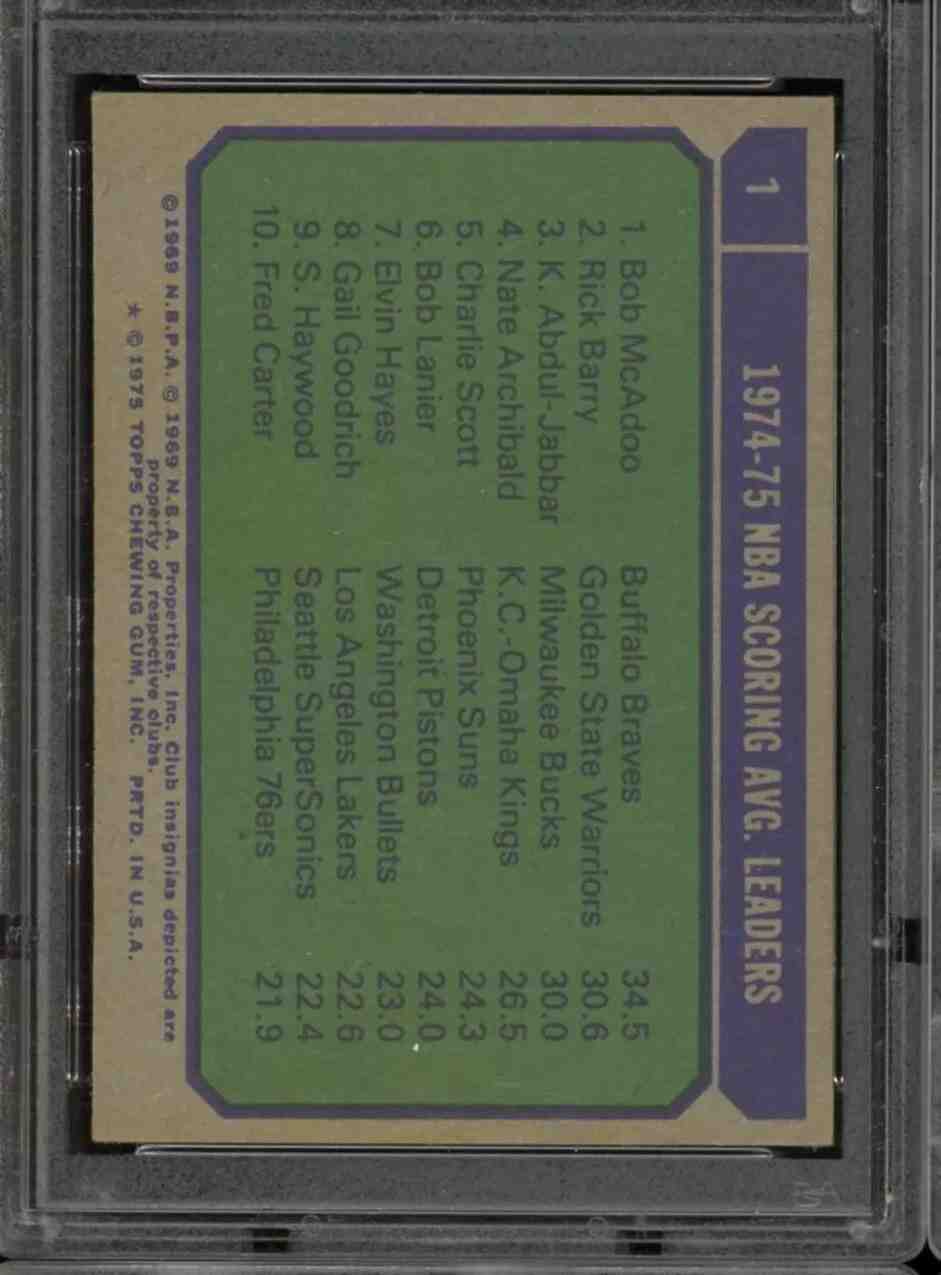 1
1974-75 NBA SCORING AVG. LEADERS
1. Bob McAdoo Buffalo Braves 34.5
2. Rick Barry Golden State Warriors 30.6
3. K. Abdul-Jabbar Milwaukee Bucks 30.0
4. Nate Archibald K.C.-Omaha Kings 26.5
5. Charlie Scott Phoenix Suns 24.3
6. Bob Lanier Detroit Pistons 24.0
7. Elvin Hayes Washington Bullets 23.0
8. Gail Goodrich Los Angeles Lakers 22.6
9. S. Haywood Seattle SuperSonics 22.4
10. Fred Carter Philadelphia 76ers 21.9
©1969 N.B.P.A. ©1969 N.B.A. Properties, Inc. Club insignias depicted are
property of respective clubs.
* ©1975 TOPPS CHEWING GUM, INC. PRTD. IN U.S.A.